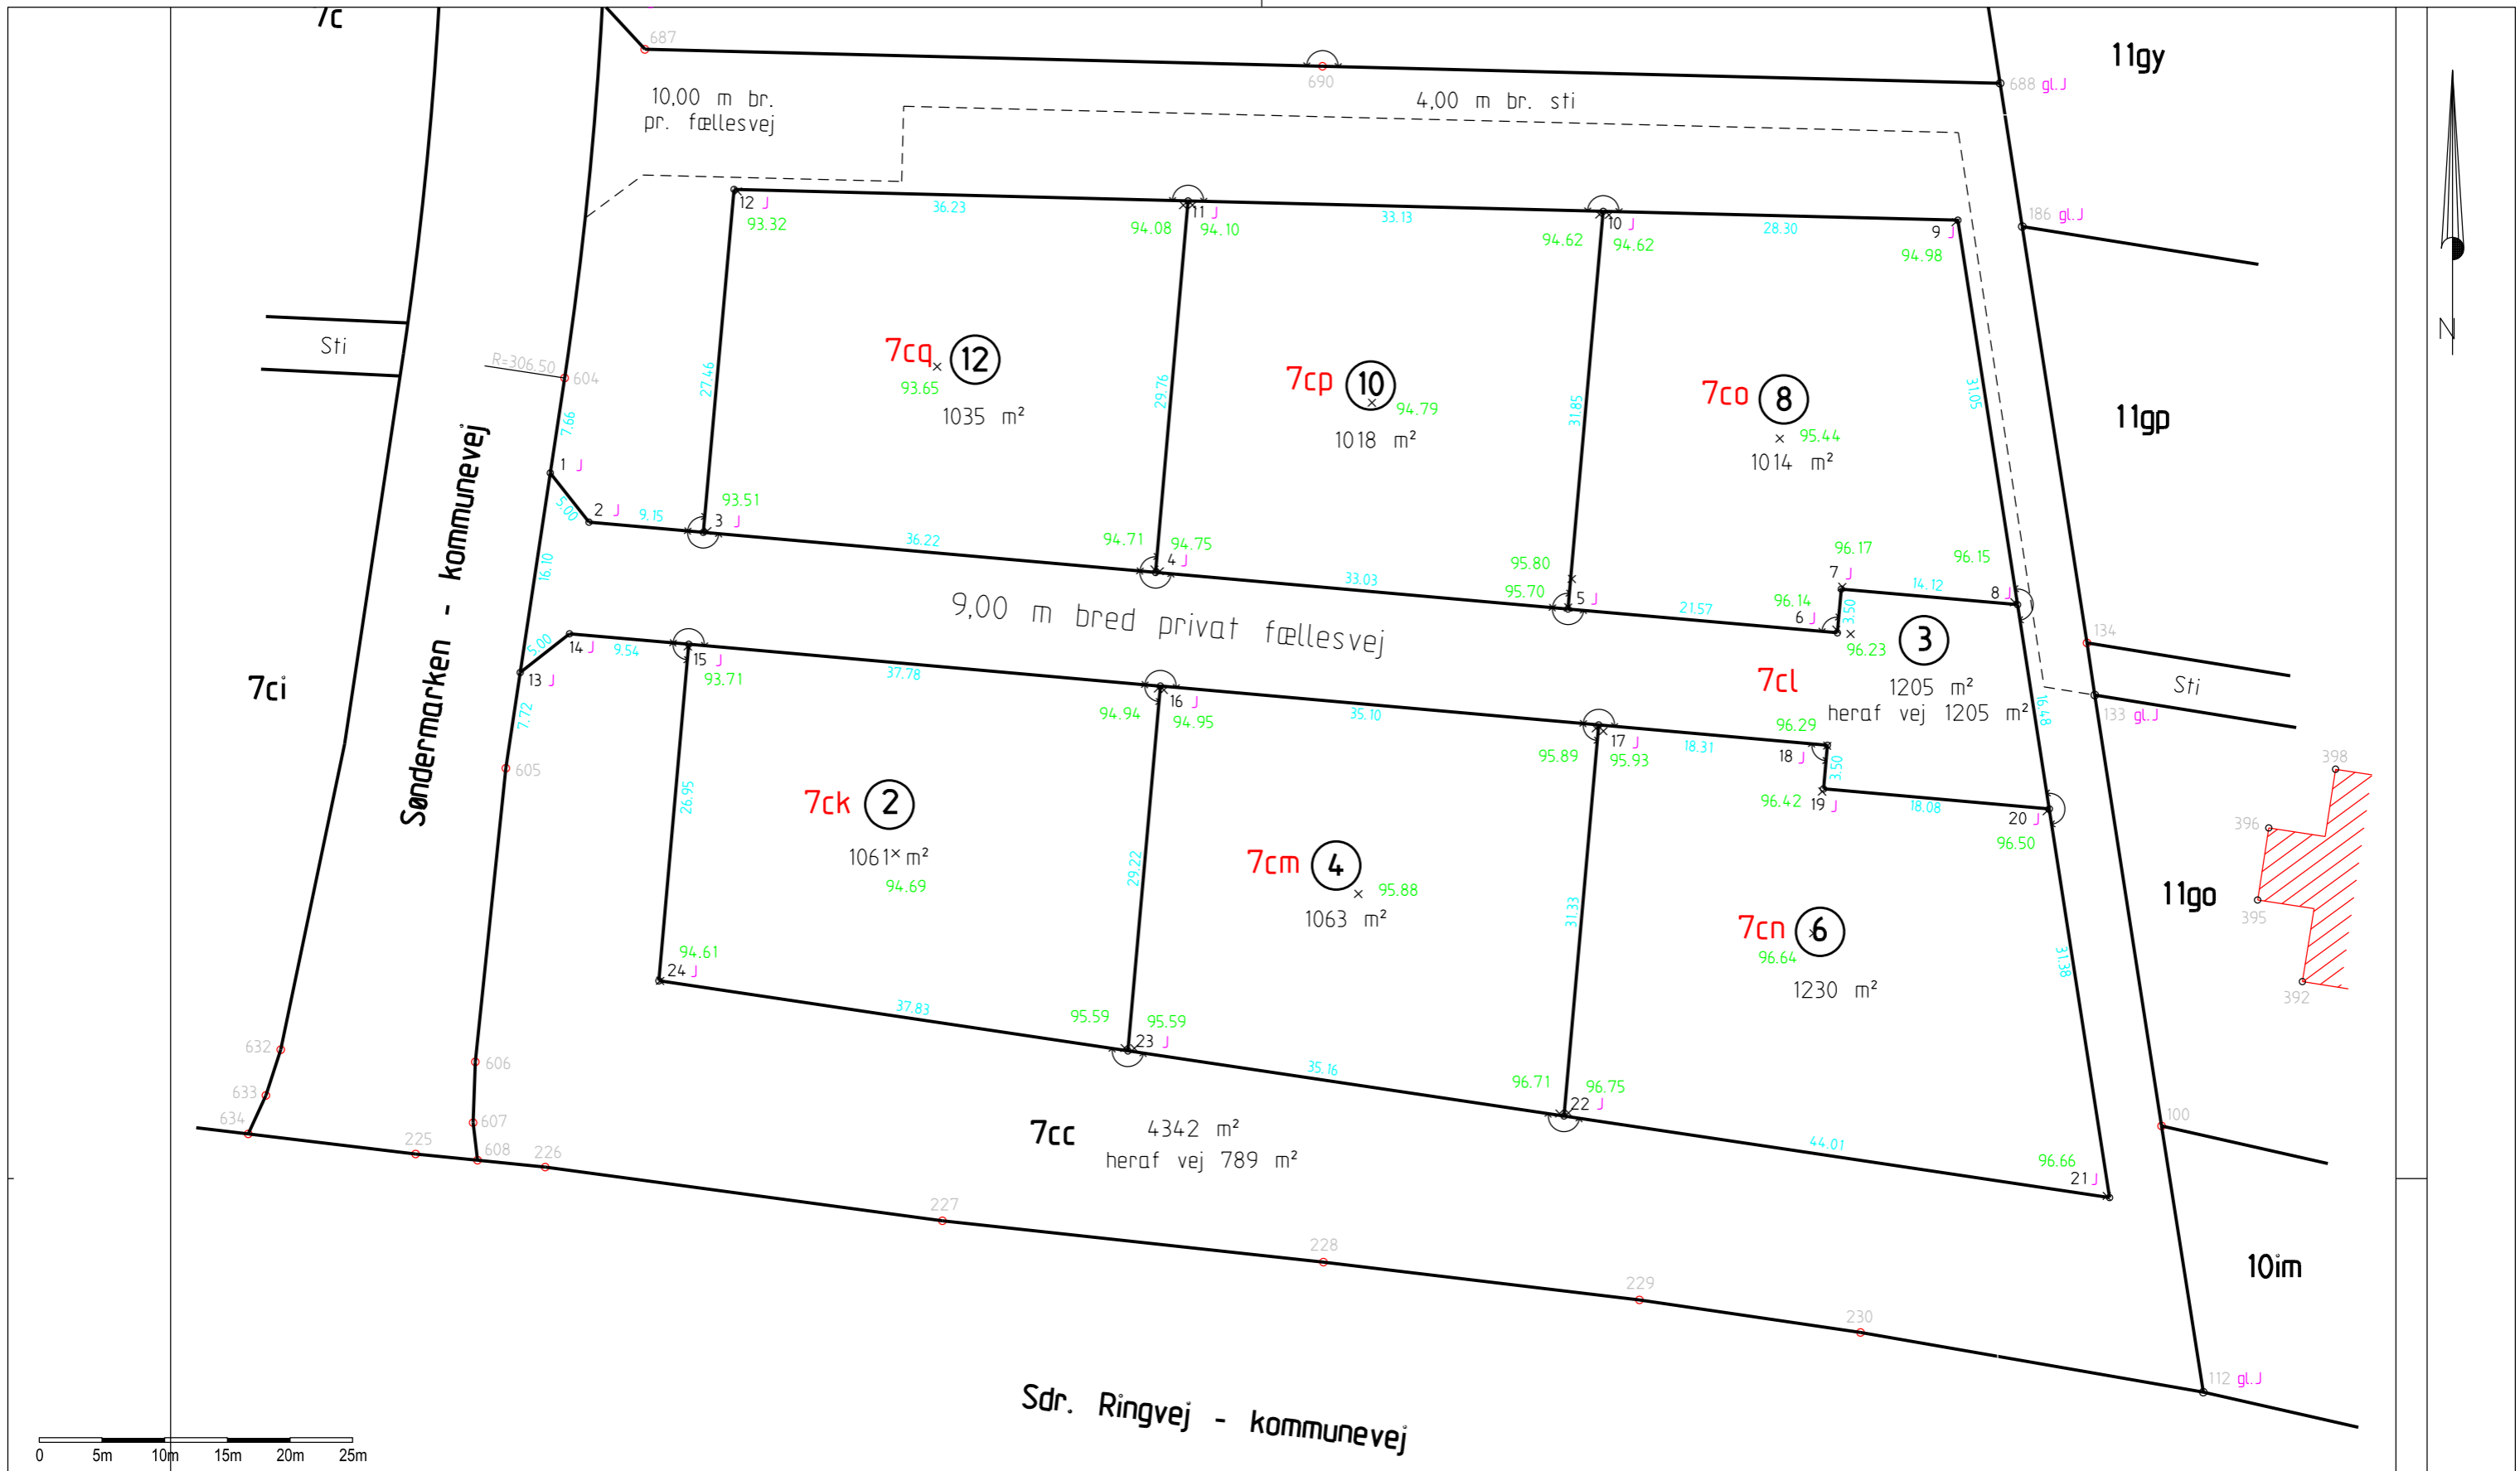 7c
687
690
688 gl.J
11gy
10,00 m br.
pr. fællesvej
4,00 m br. sti
12 J
93.32
36.23
94.08
11 J
94.10
33.13
94.62
10 J
94.62
28.30
9 J
94.98
186 gl.J
N
Sti
R=306.50
604
7.66
27.46
7cq
12
93.65
1035 m²
29.76
7cp
10
94.79
1018 m²
31.85
7co
8
95.44
1014 m²
31.05
11gp
1 J
5.00
2 J
9.15
93.51
3 J
36.22
94.71
94.75
4 J
33.03
95.80
95.70
5 J
21.57
96.14
6 J
96.17
7 J
3.50
14.12
96.15
8 J
96.23
3
16.10
Søndermarken - kommunevej
9,00 m bred privat fællesvej
7cl
1205 m²
heraf vej 1205 m²
134
Sti
133 gl.J
16.48
7ci
13 J
5.00
14 J
9.54
15 J
93.71
37.78
94.94
16 J
94.95
35.10
95.89
17 J
95.93
18.31
96.29
18 J
3.50
96.42
19 J
18.08
20 J
96.50
7.72
605
26.95
7ck
2
1061 m²
94.69
29.22
7cm
4
95.88
1063 m²
31.33
7cn
6
96.64
1230 m²
31.38
11go
398
396
395
392
94.61
24 J
37.83
95.59
95.59
23 J
35.16
96.71
96.75
22 J
44.01
96.66
21 J
632
633
634
606
607
608
225
226
7cc
4342 m²
heraf vej 789 m²
100
227
228
229
230
10im
112 gl.J
Sdr. Ringvej - kommunevej
0 5m 10m 15m 20m 25m